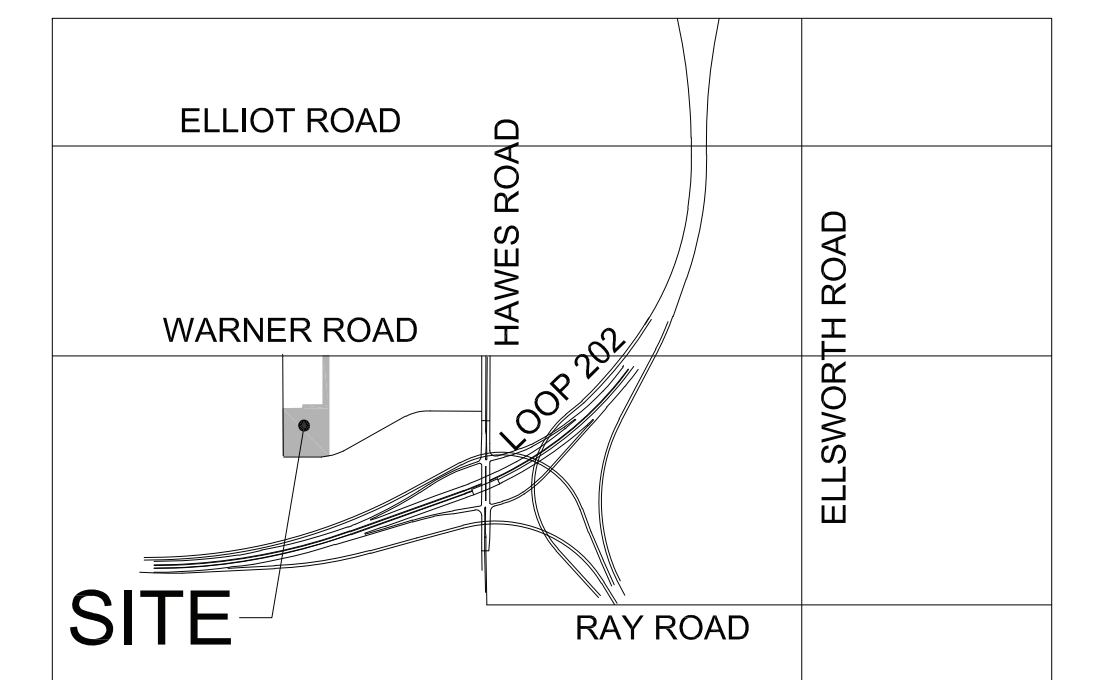 ELLIOT ROAD
HAWES ROAD
ELLSWORTH ROAD
WARNER ROAD
LOOP 202
SITE
RAY ROAD